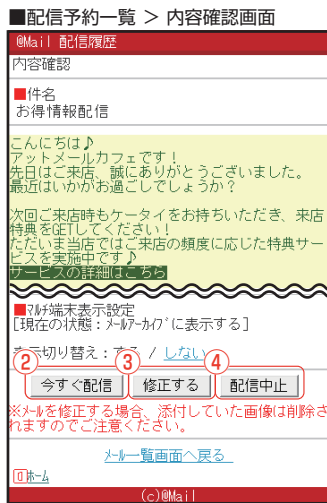 ■配信予約一覧 > 内容確認画面
@Mail 配信履歴
内容確認
■件名
お得情報配信
こんにちは♪
アットメールカフェです！
先日はご来店、誠にありがとうございました。
最近はいかがお過ごしでしょうか？
次回ご来店時もケータイをお持ちいただき、来店
特典をGETしてください！
ただいま当店ではご来店の頻度に応じた特典サー
ビスを実施中です♪
サービスの詳細はこちら
■ﾏﾙﾁ端末表示設定
[現在の状態：ﾒｰﾙｱｰｶｲﾌﾞに表示する]
表示切り替え：する / しない
② ③ ④
今すぐ配信 修正する 配信中止
※ﾒｰﾙを修正する場合、添付していた画像は削除さ
れますのでご注意ください。
ﾒｰﾙ一覧画面へ戻る
0ﾎｰﾑ
(c)@Mail